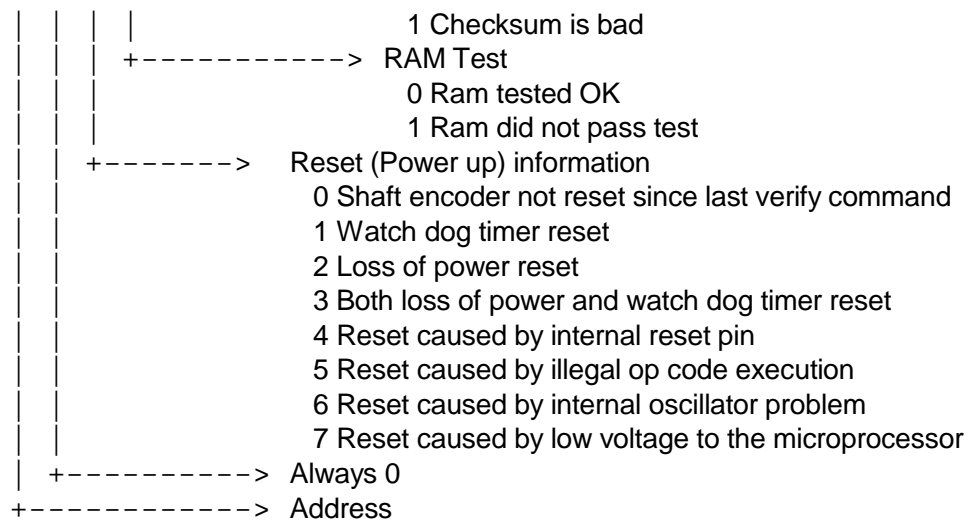 | | | | 1 Checksum is bad
| | | +-----------> RAM Test
| | | 0 Ram tested OK
| | | 1 Ram did not pass test
| | +-------> Reset (Power up) information
| | 0 Shaft encoder not reset since last verify command
| | 1 Watch dog timer reset
| | 2 Loss of power reset
| | 3 Both loss of power and watch dog timer reset
| | 4 Reset caused by internal reset pin
| | 5 Reset caused by illegal op code execution
| | 6 Reset caused by internal oscillator problem
| | 7 Reset caused by low voltage to the microprocessor
| +----------> Always 0
+-------------> Address